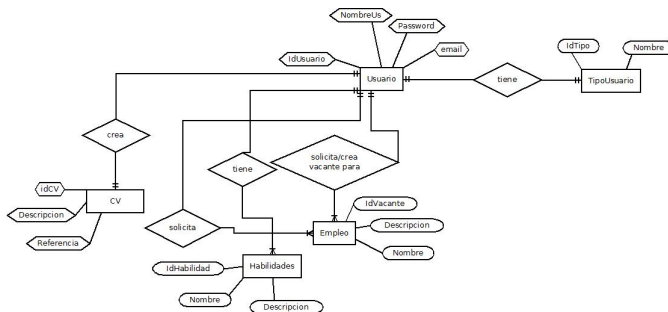 NombreUs
Password
IdUsuario
email
IdTipo
Nombre
Usuario
tiene
TipoUsuario
crea
solicita/crea
vacante para
tiene
idCV
CV
Descripcion
Referencia
solicita
IdVacante
Descripcion
Empleo
Nombre
IdHabilidad
Habilidades
Nombre
Descripcion